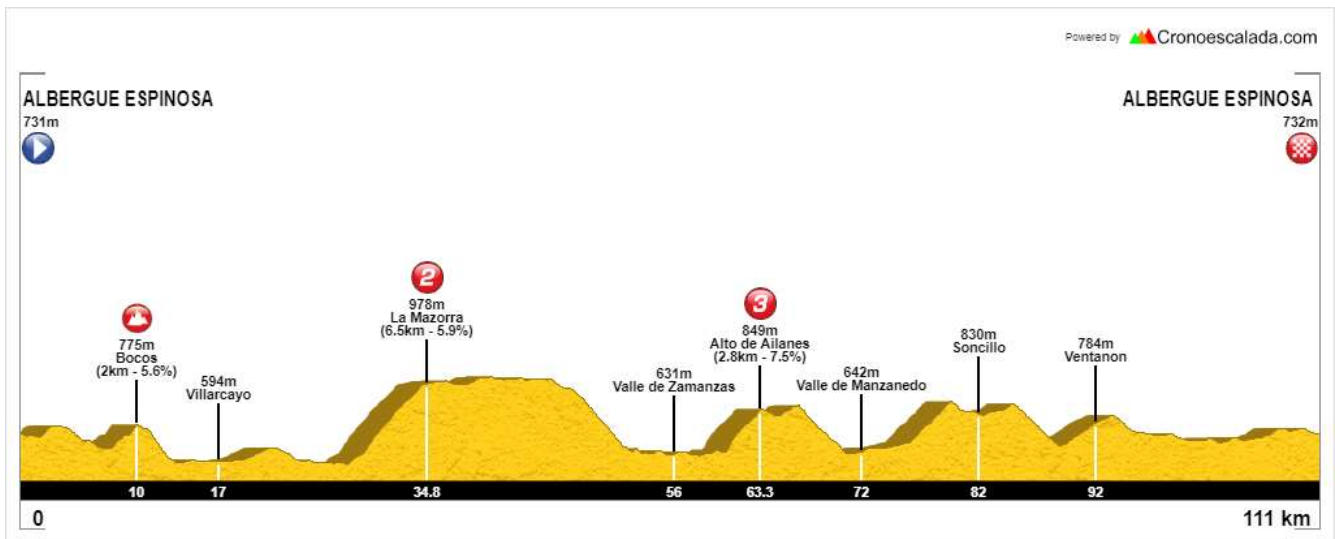 Powered by Cronoescalada.com
ALBERGUE ESPINOSA
731m
ALBERGUE ESPINOSA
732m
775m
Bocos
(2km - 5.6%)
594m
Villarcayo
2
978m
La Mazorra
(6.5km - 5.9%)
631m
Valle de Zamanzas
3
849m
Alto de Ailanes
(2.8km - 7.5%)
642m
Valle de Manzanedo
830m
Soncillo
784m
Ventanon
10 17 34.8 56 63.3 72 82 92
0 111 km